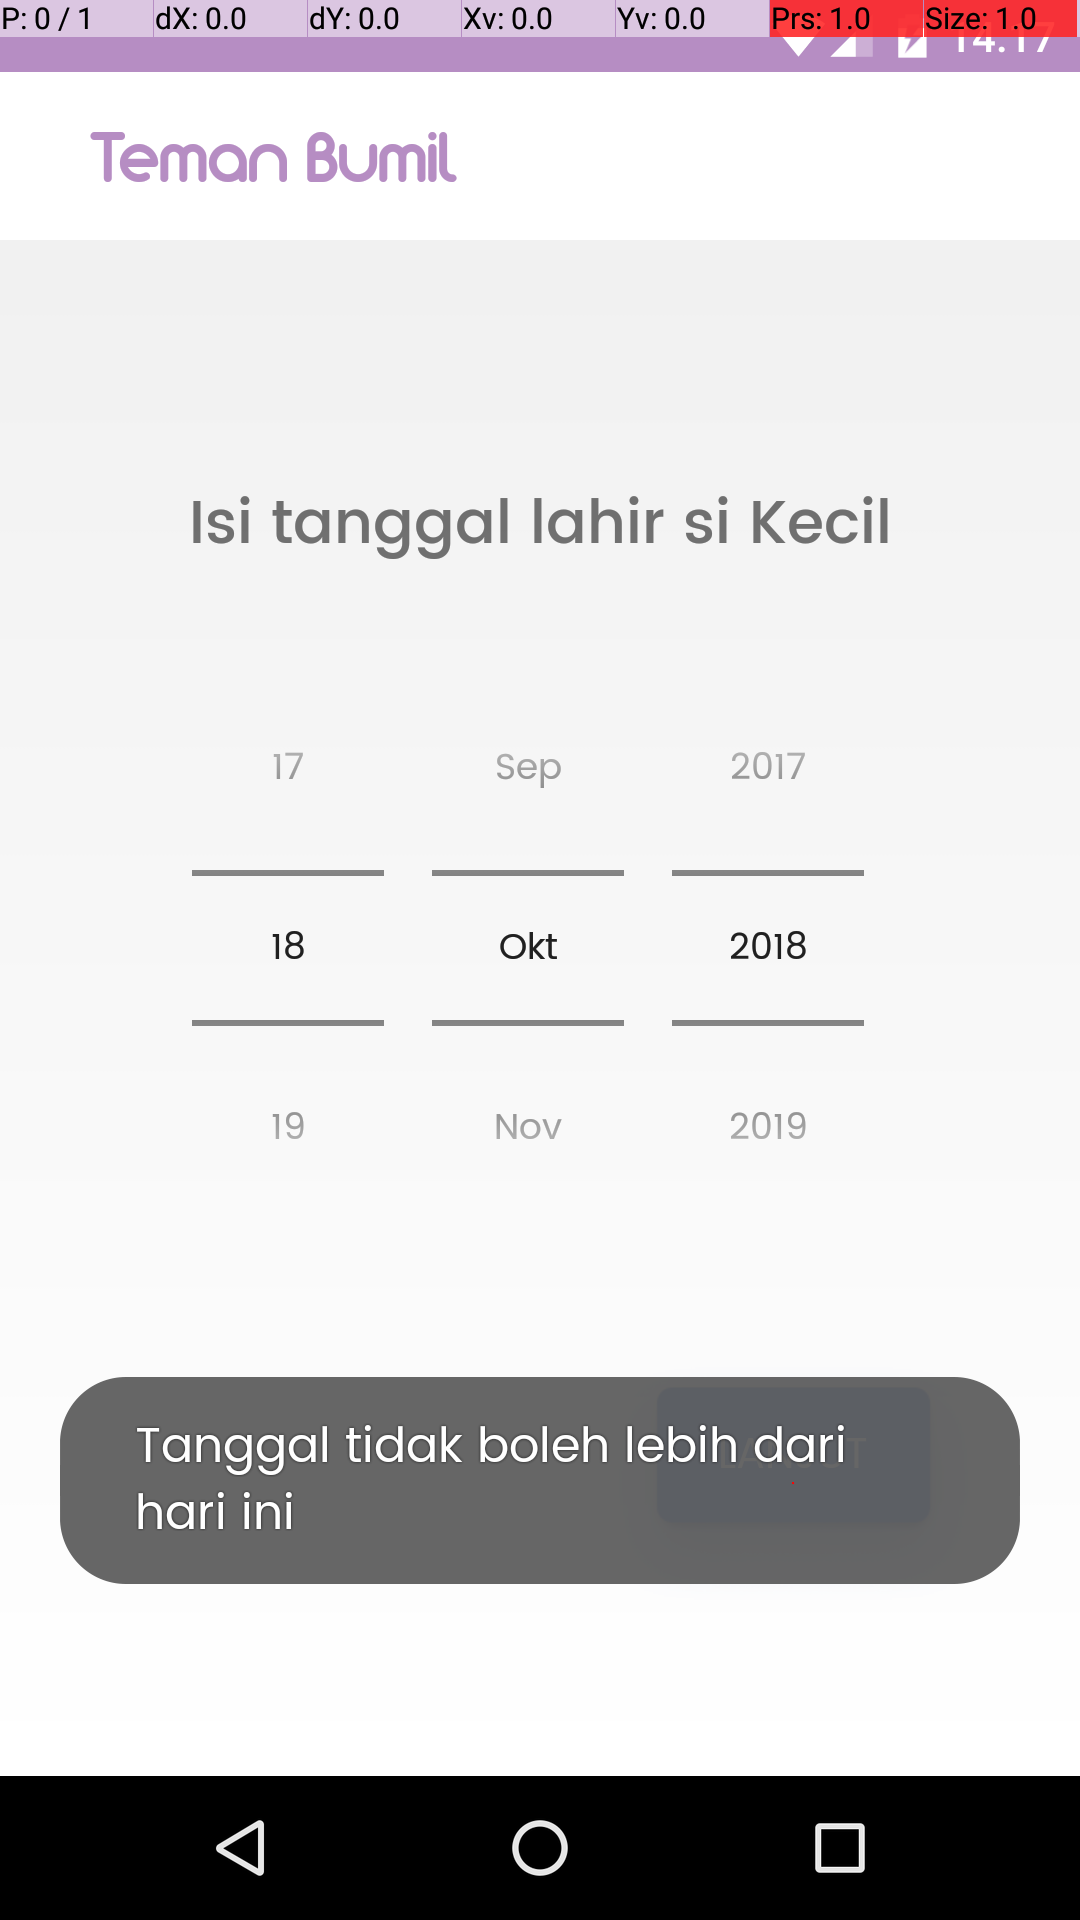 P: 0 / 1 dX: 0.0 dY: 0.0 Xv: 0.0 Yv: 0.0 Prs: 1.0 Size: 1.0
14.17
Teman Bumil
Isi tanggal lahir si Kecil
17 Sep 2017
18 Okt 2018
19 Nov 2019
Tanggal tidak boleh lebih dari
hari ini